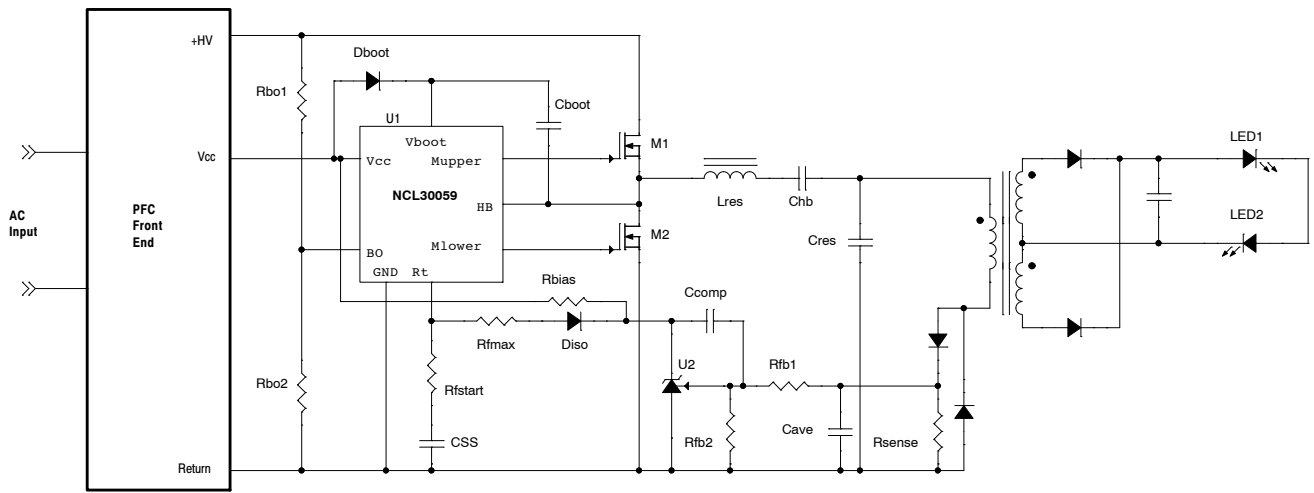 +HV
Dboot
Rbo1
Cboot
U1
Vboot
M1
LED1
Vcc
Vcc
Mupper
NCL30059
Lres
Chb
AC
Input
PFC
Front
End
HB
LED2
M2
Cres
Mlower
BO
GND
Rt
Rbias
Ccomp
Rfmax
Diso
U2
Rfb1
Rbo2
Rfstart
Cave
CSS
Rfb2
Rsense
Return